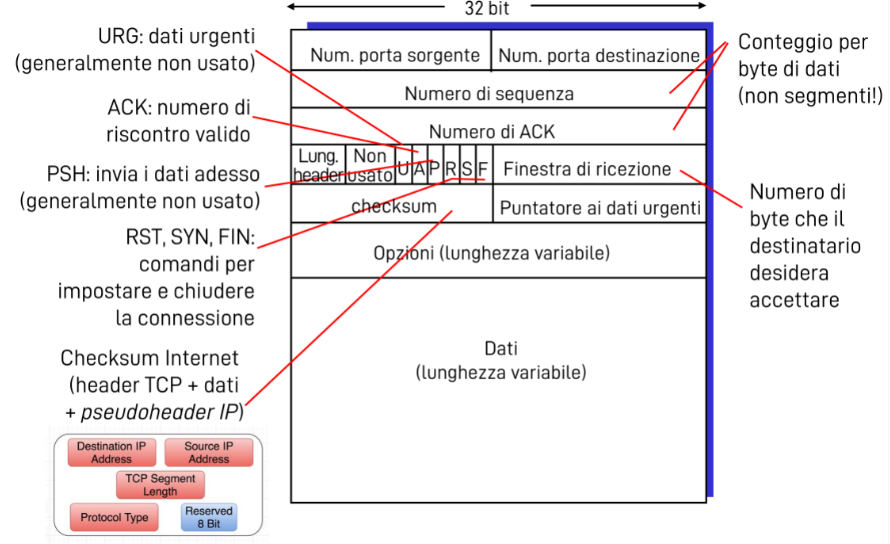 32 bit
URG: dati urgenti
(generalmente non usato)
ACK: numero di
riscontro valido
PSH: invia i dati adesso
(generalmente non usato)
RST, SYN, FIN:
comandi per
impostare e chiudere
la connessione
Checksum Internet
(header TCP + dati
+ pseudoheader IP)
Destination IP
Address
Source IP
Address
TCP Segment
Length
Protocol Type
Reserved
8 Bit
Num. porta sorgente
Num. porta destinazione
Numero di sequenza
Numero di ACK
Lung.
header
Non
usato
U A P R S F
Finestra di ricezione
checksum
Puntatore ai dati urgenti
Opzioni (lunghezza variabile)
Dati
(lunghezza variabile)
Conteggio per
byte di dati
(non segmenti!)
Numero di
byte che il
destinatario
desidera
accettare